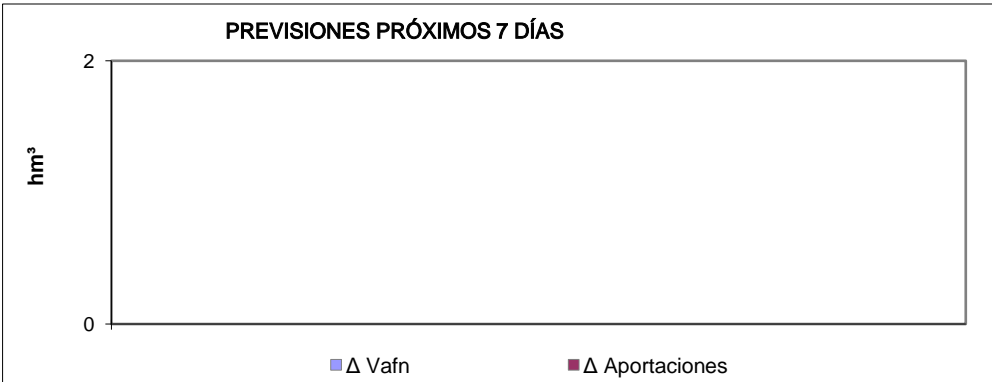 PREVISIONES PRÓXIMOS 7 DÍAS
2
hm³
0
Δ Vafn
Δ Aportaciones